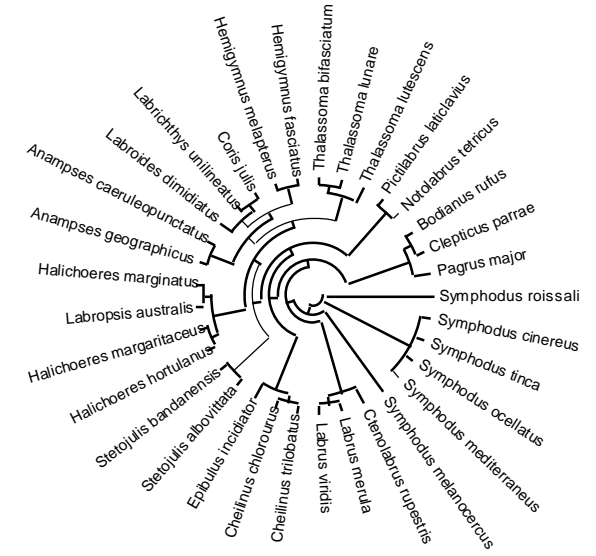 Thalassoma bifasciatum
Thalassoma lunare
Thalassoma lutescens
Pictilabrus laticlavius
Notolabrus tetricus
Bodianus rufus
Clepticus parrae
Pagrus major
Symphodus roissali
Symphodus cinereus
Symphodus tinca
Symphodus ocellatus
Symphodus mediterraneus
Symphodus melanocercus
Ctenolabrus rupestris
Labrus merula
Labrus viridis
Cheilinus trilobatus
Cheilinus chlorourus
Epibulus incidiator
Stetojulis albovittata
Stetojulis bandanensis
Halichoeres hortulanus
Halichoeres margaritaceus
Labropsis australis
Halichoeres marginatus
Anampses geographicus
Anampses caeruleopunctatus
Labroides dimidiatus
Labrichthys unilineatus
Coris julis
Hemigymnus melapterus
Hemigymnus fasciatus